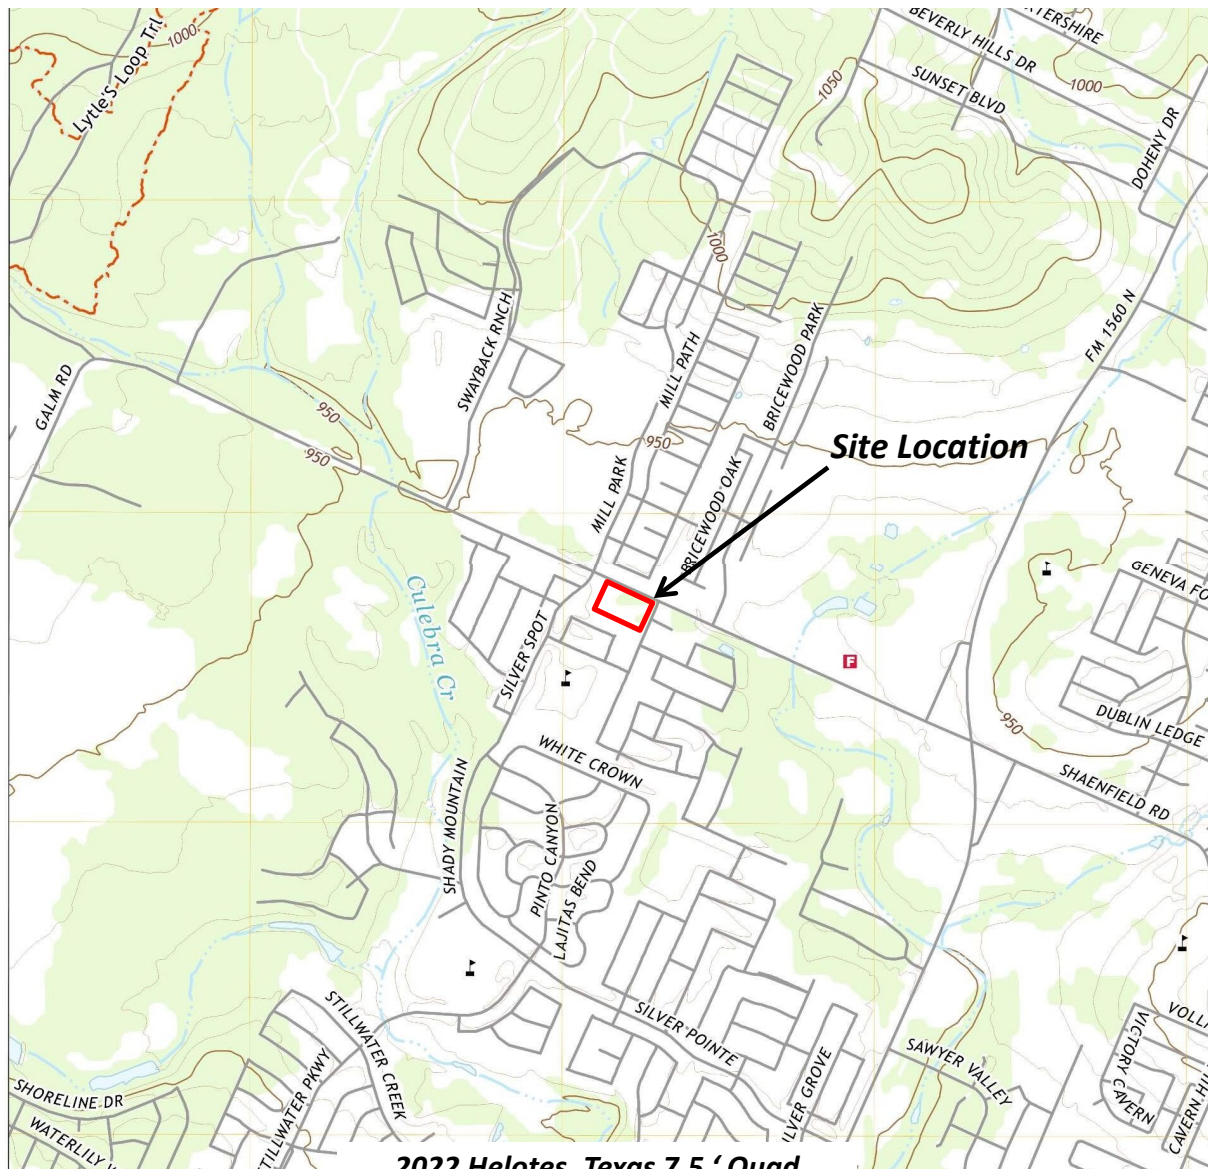 Lytle's Loop Trl
1000
BEVERLY HILLS DR
SUNSET BLVD
1050
1000
DOHENY DR
1000
FM 1560 N
SWAYBACK RNCH
MILL PATH
BRICEWOOD PARK
GALM RD
950
950
950
Site Location
MILL PARK
BRICEWOOD OAK
Culebra Cr
SILVER SPOT
F
DUBLIN LEDGE
950
SHAENFIELD RD
WHITE CROWN
SHADY MOUNTAIN
PINTO CANYON
LAJITAS BEND
STILLWATER CREEK
STILLWATER PKWY
SILVER POINTE
SAWYER VALLEY
VICTORY CAVERN
SHORELINE DR
2022 Helotes, Texas 7.5 ‘ Quad